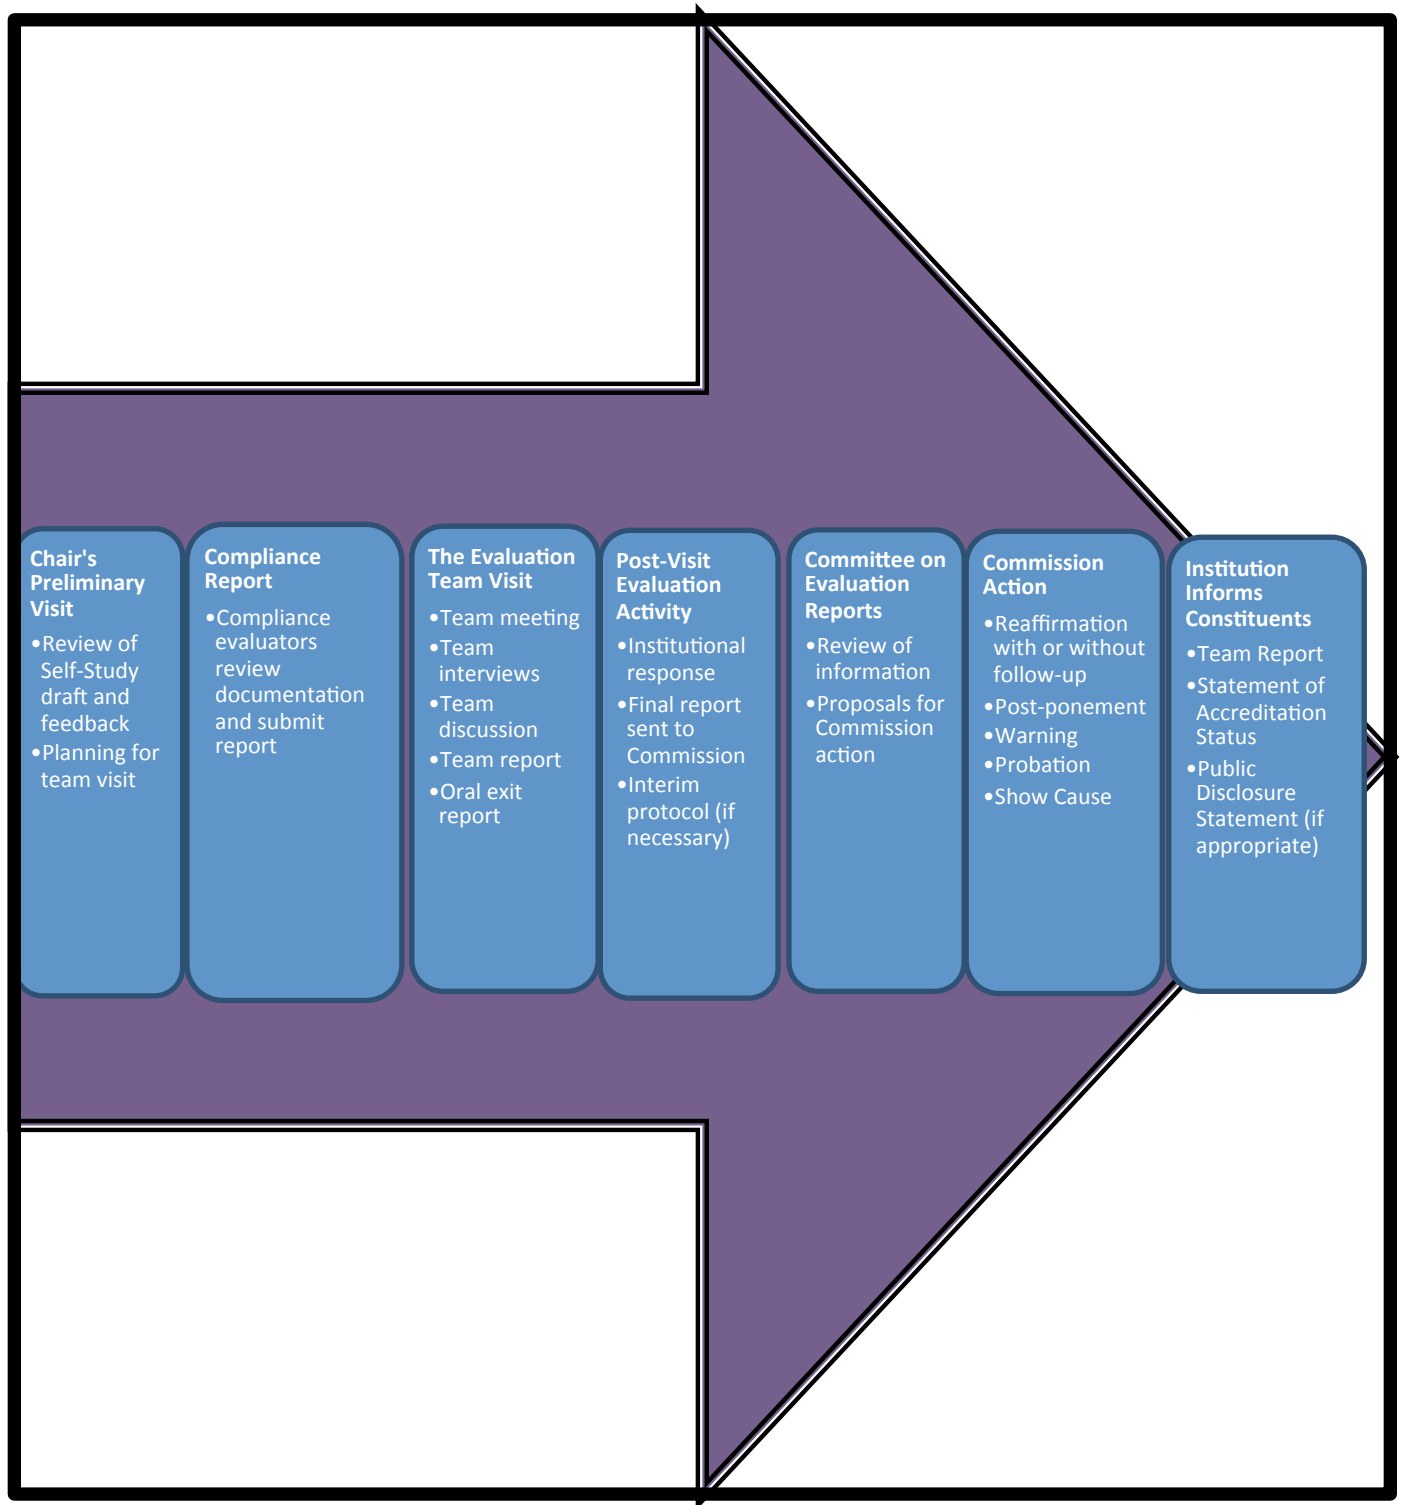 Chair's
Preliminary
Visit
•Review of
Self-Study
draft and
feedback
•Planning for
team visit
Compliance
Report
•Compliance
evaluators
review
documentation
and submit
report
The Evaluation
Team Visit
•Team meeting
•Team
interviews
•Team
discussion
•Team report
•Oral exit
report
Post-Visit
Evaluation
Activity
•Institutional
response
•Final report
sent to
Commission
•Interim
protocol (if
necessary)
Committee on
Evaluation
Reports
•Review of
information
•Proposals for
Commission
action
Commission
Action
•Reaffirmation
with or without
follow-up
•Post-ponement
•Warning
•Probation
•Show Cause
Institution
Informs
Constituents
•Team Report
•Statement of
Accreditation
Status
•Public
Disclosure
Statement (if
appropriate)